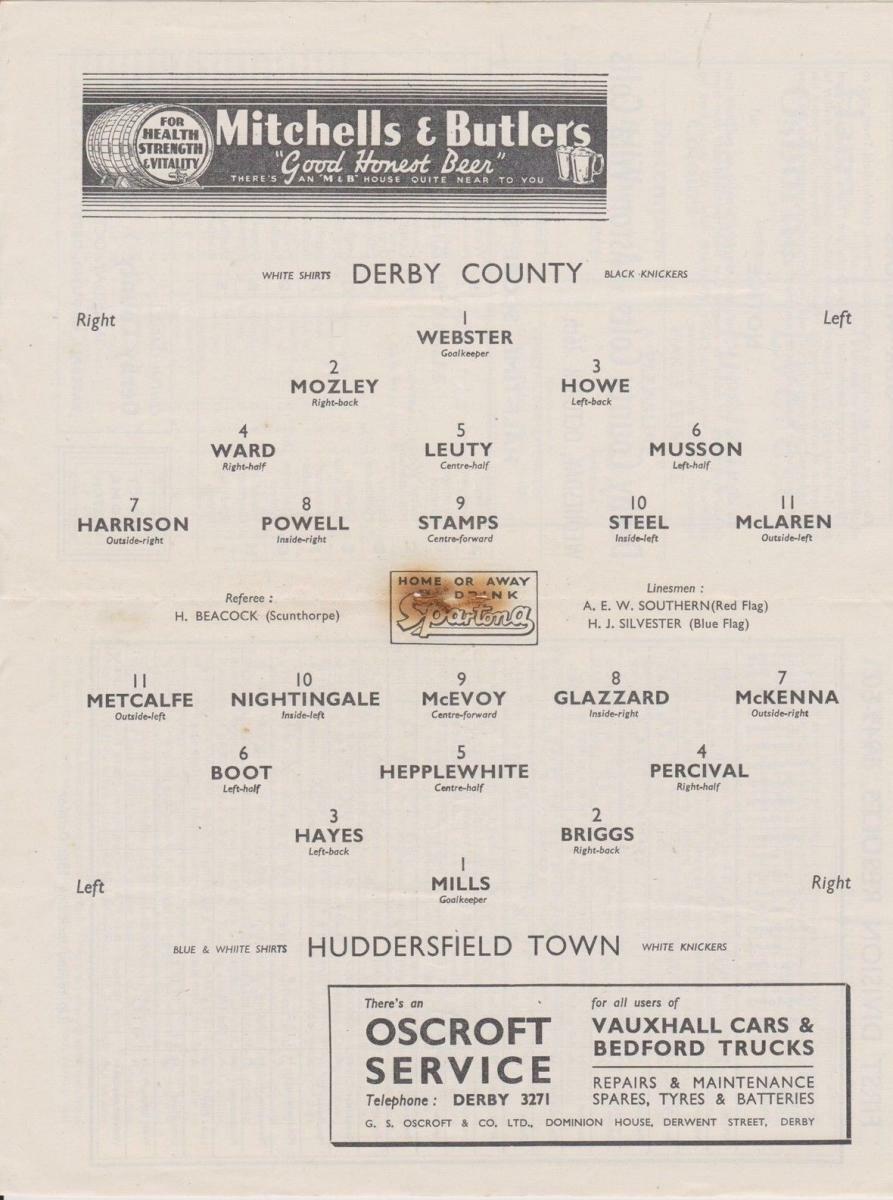 FOR
HEALTH
STRENGTH
& VITALITY
Mitchells & Butlers
"Good Honest Beer"
THERE'S AN "M & B" HOUSE QUITE NEAR TO YOU
WHITE SHIRTS DERBY COUNTY BLACK KNICKERS
Right Left
1
WEBSTER
Goalkeeper
2 3
MOZLEY HOWE
Right-back Left-back
4 5 6
WARD LEUTY MUSSON
Right-half Centre-half Left-half
7 8 9 10 11
HARRISON POWELL STAMPS STEEL McLAREN
Outside-right Inside-right Centre-forward Inside-left Outside-left
Referee :
H. BEACOCK (Scunthorpe)
HOME OR AWAY
DRINK
Spartona
Linesmen :
A. E. W. SOUTHERN(Red Flag)
H. J. SILVESTER (Blue Flag)
11 10 9 8 7
METCALFE NIGHTINGALE McEVOY GLAZZARD McKENNA
Outside-left Inside-left Centre-forward Inside-right Outside-right
6 5 4
BOOT HEPPLEWHITE PERCIVAL
Left-half Centre-half Right-half
3 2
HAYES BRIGGS
Left-back Right-back
1
MILLS
Goalkeeper
Left Right
BLUE & WHIITE SHIRTS HUDDERSFIELD TOWN WHITE KNICKERS
There's an
OSCROFT
SERVICE
Telephone : DERBY 3271
for all users of
VAUXHALL CARS &
BEDFORD TRUCKS
REPAIRS & MAINTENANCE
SPARES, TYRES & BATTERIES
G. S. OSCROFT & CO. LTD., DOMINION HOUSE, DERWENT STREET, DERBY